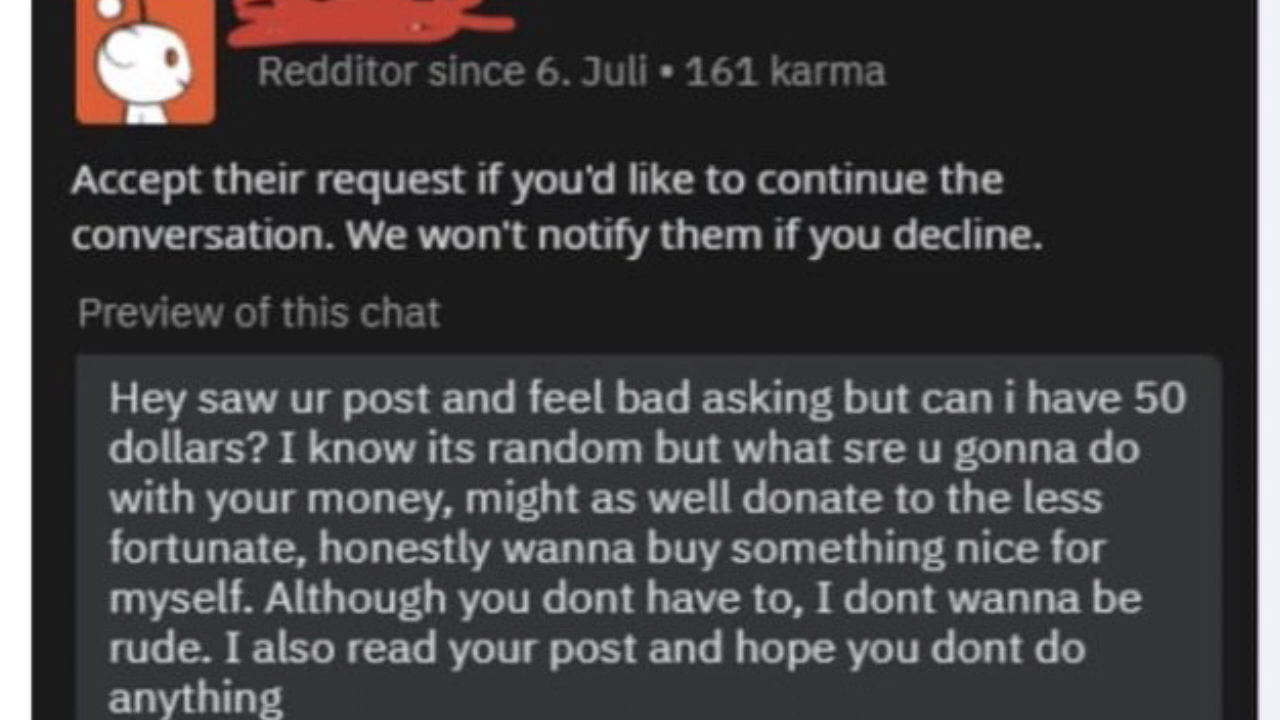 Redditor since 6. Juli • 161 karma
Accept their request if you'd like to continue the
conversation. We won't notify them if you decline.
Preview of this chat
Hey saw ur post and feel bad asking but can i have 50
dollars? I know its random but what sre u gonna do
with your money, might as well donate to the less
fortunate, honestly wanna buy something nice for
myself. Although you dont have to, I dont wanna be
rude. I also read your post and hope you dont do
anything